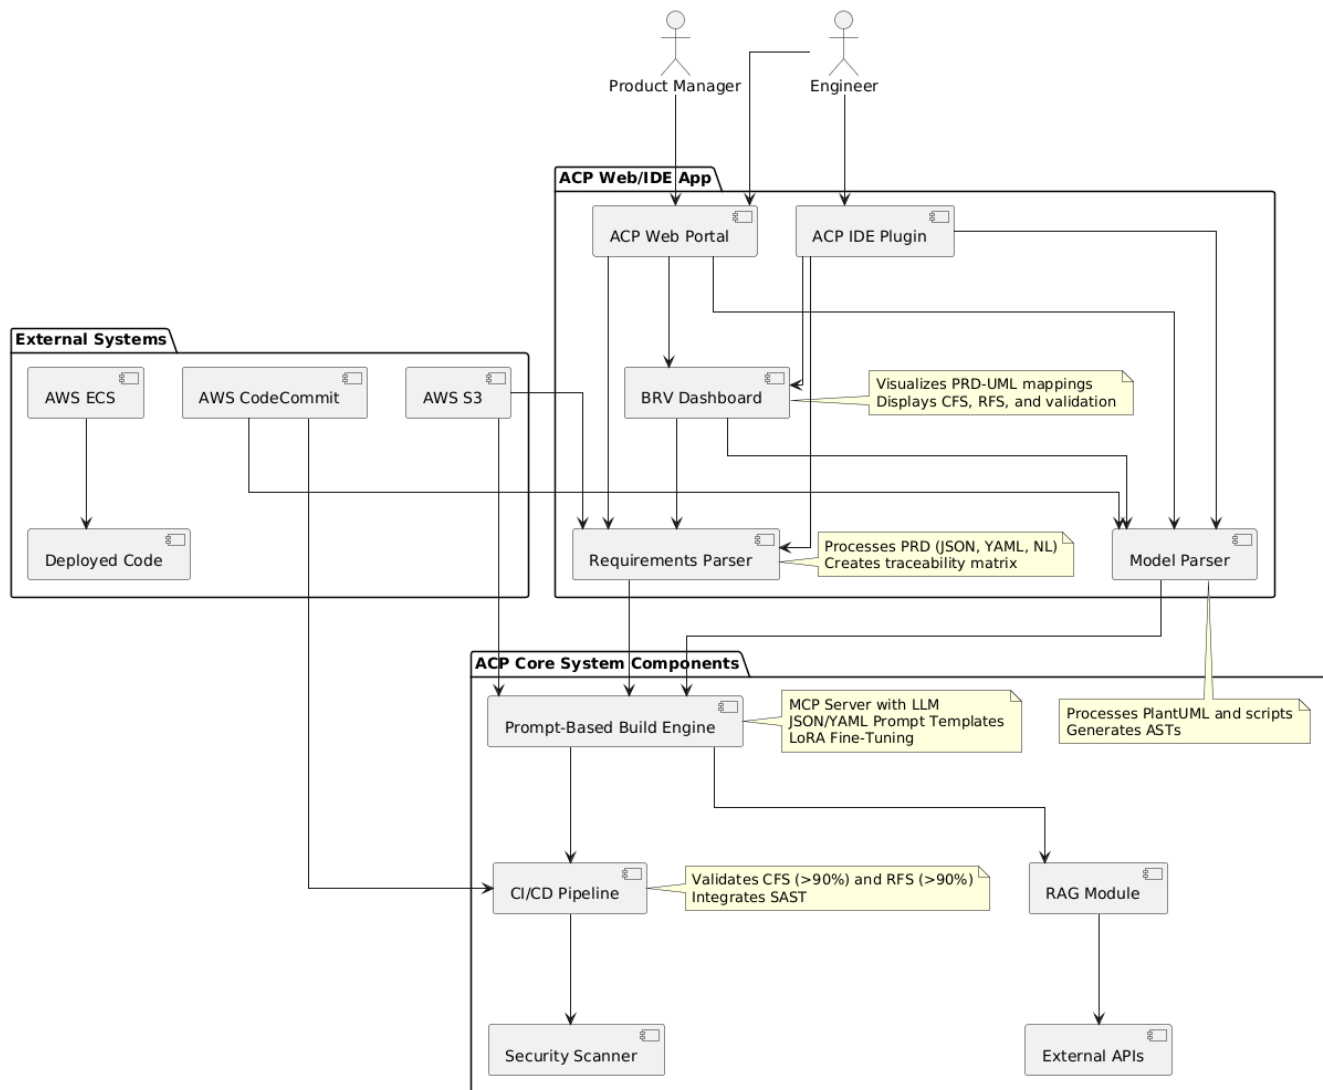 Product Manager
Engineer
ACP Web/IDE App
ACP Web Portal
ACP IDE Plugin
External Systems
AWS ECS
AWS CodeCommit
AWS S3
BRV Dashboard
Visualizes PRD-UML mappings
Displays CFS, RFS, and validation
Deployed Code
Requirements Parser
Processes PRD (JSON, YAML, NL)
Creates traceability matrix
Model Parser
ACP Core System Components
Prompt-Based Build Engine
MCP Server with LLM
JSON/YAML Prompt Templates
LoRA Fine-Tuning
Processes PlantUML and scripts
Generates ASTs
CI/CD Pipeline
Validates CFS (>90%) and RFS (>90%)
Integrates SAST
RAG Module
Security Scanner
External APIs